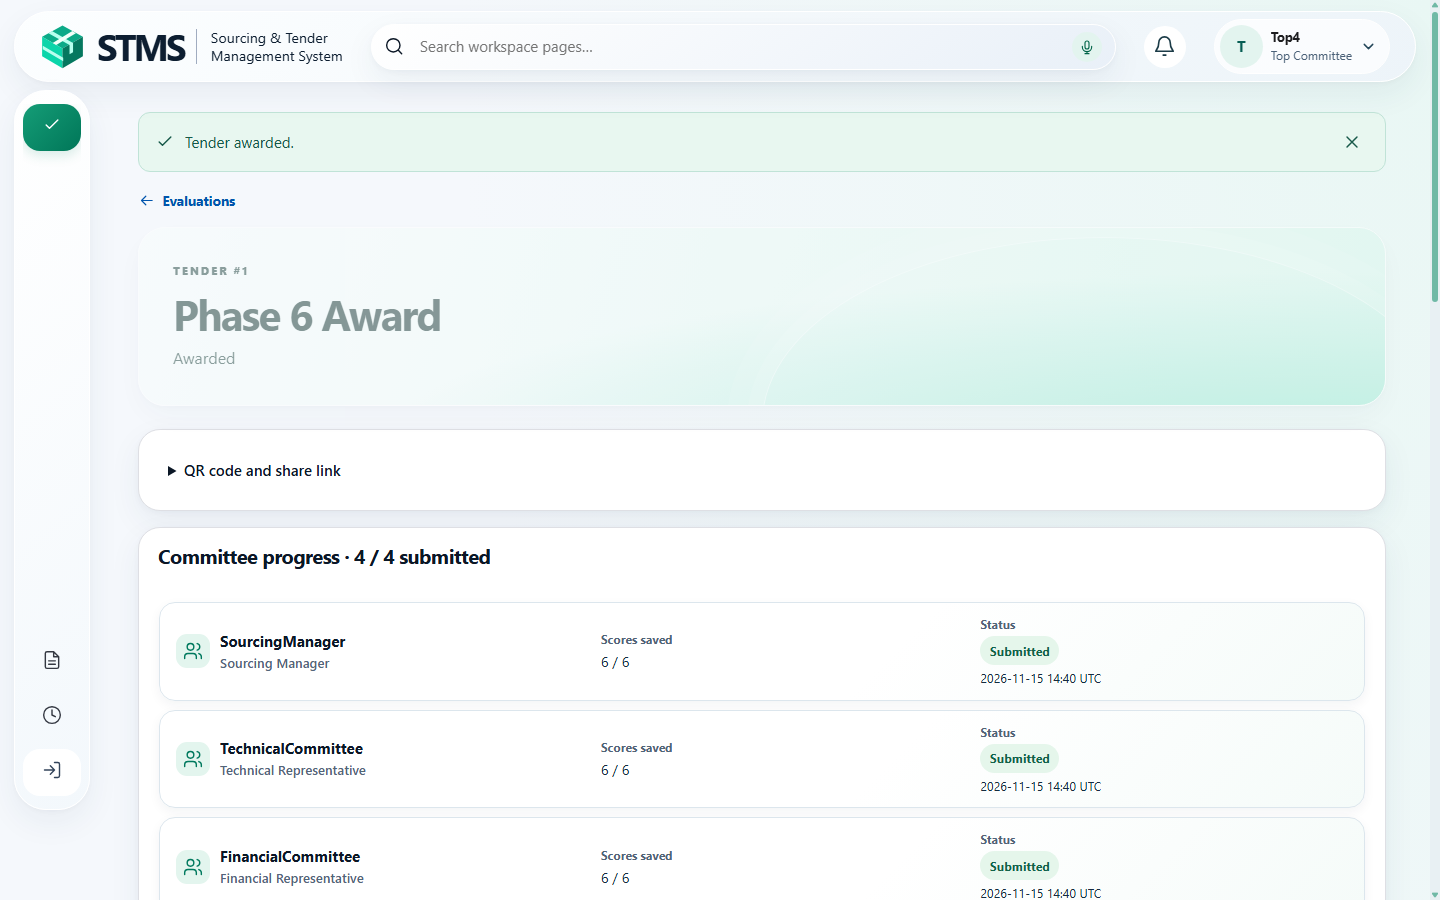 STMS
Sourcing & Tender
Management System
Search workspace pages...
T
Top4
Top Committee
Tender awarded.
Evaluations
TENDER #1
Phase 6 Award
Awarded
QR code and share link
Committee progress · 4 / 4 submitted
SourcingManager
Sourcing Manager
Scores saved
6 / 6
Status
Submitted
2026-11-15 14:40 UTC
TechnicalCommittee
Technical Representative
Scores saved
6 / 6
Status
Submitted
2026-11-15 14:40 UTC
FinancialCommittee
Financial Representative
Scores saved
6 / 6
Status
Submitted
2026-11-15 14:40 UTC